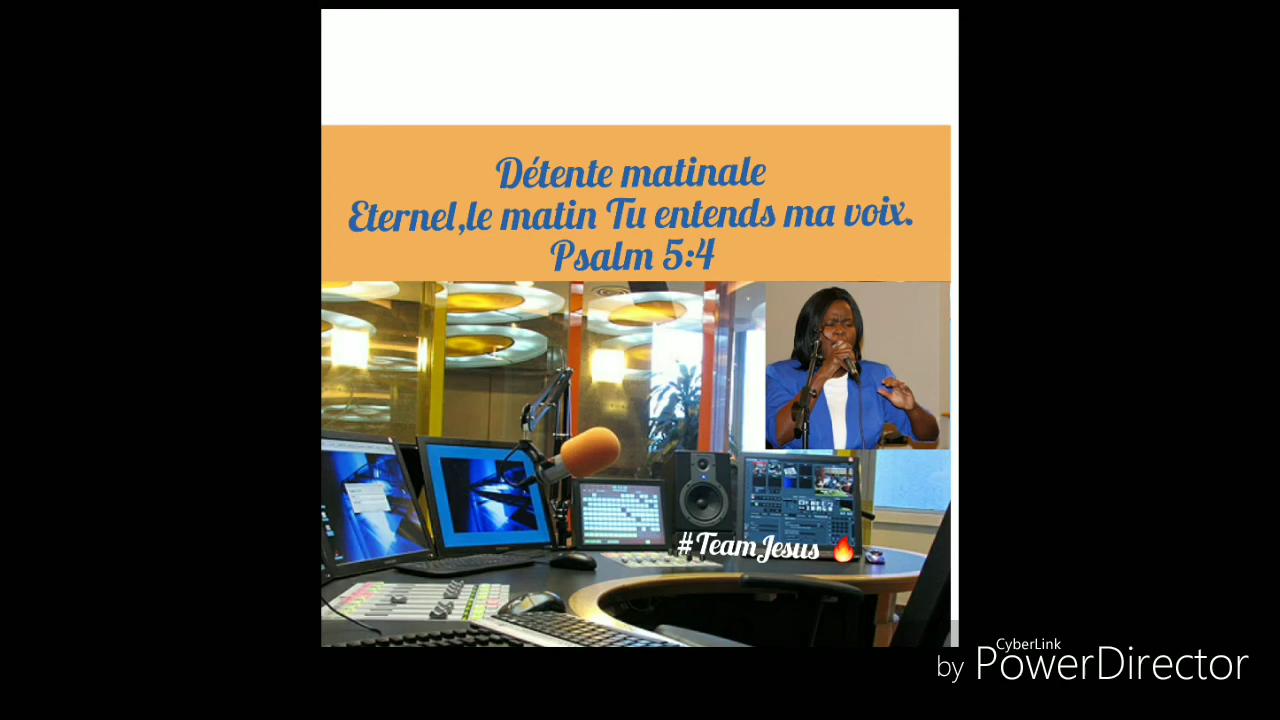 Détente matinale
Eternel,le matin Tu entends ma voix.
Psalm 5:4
#TeamJesus 🔥
CyberLink
by PowerDirector